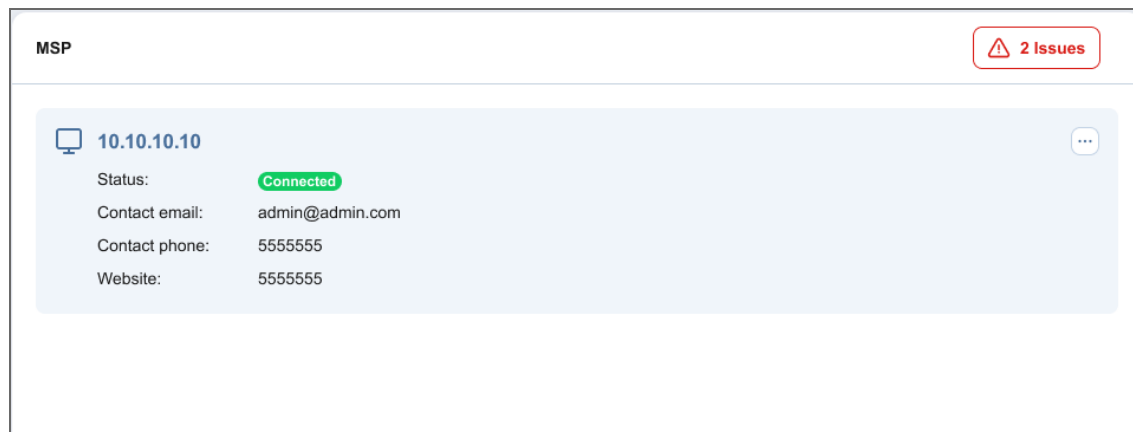 MSP
2 Issues
10.10.10.10
...
Status: Connected
Contact email: admin@admin.com
Contact phone: 5555555
Website: 5555555